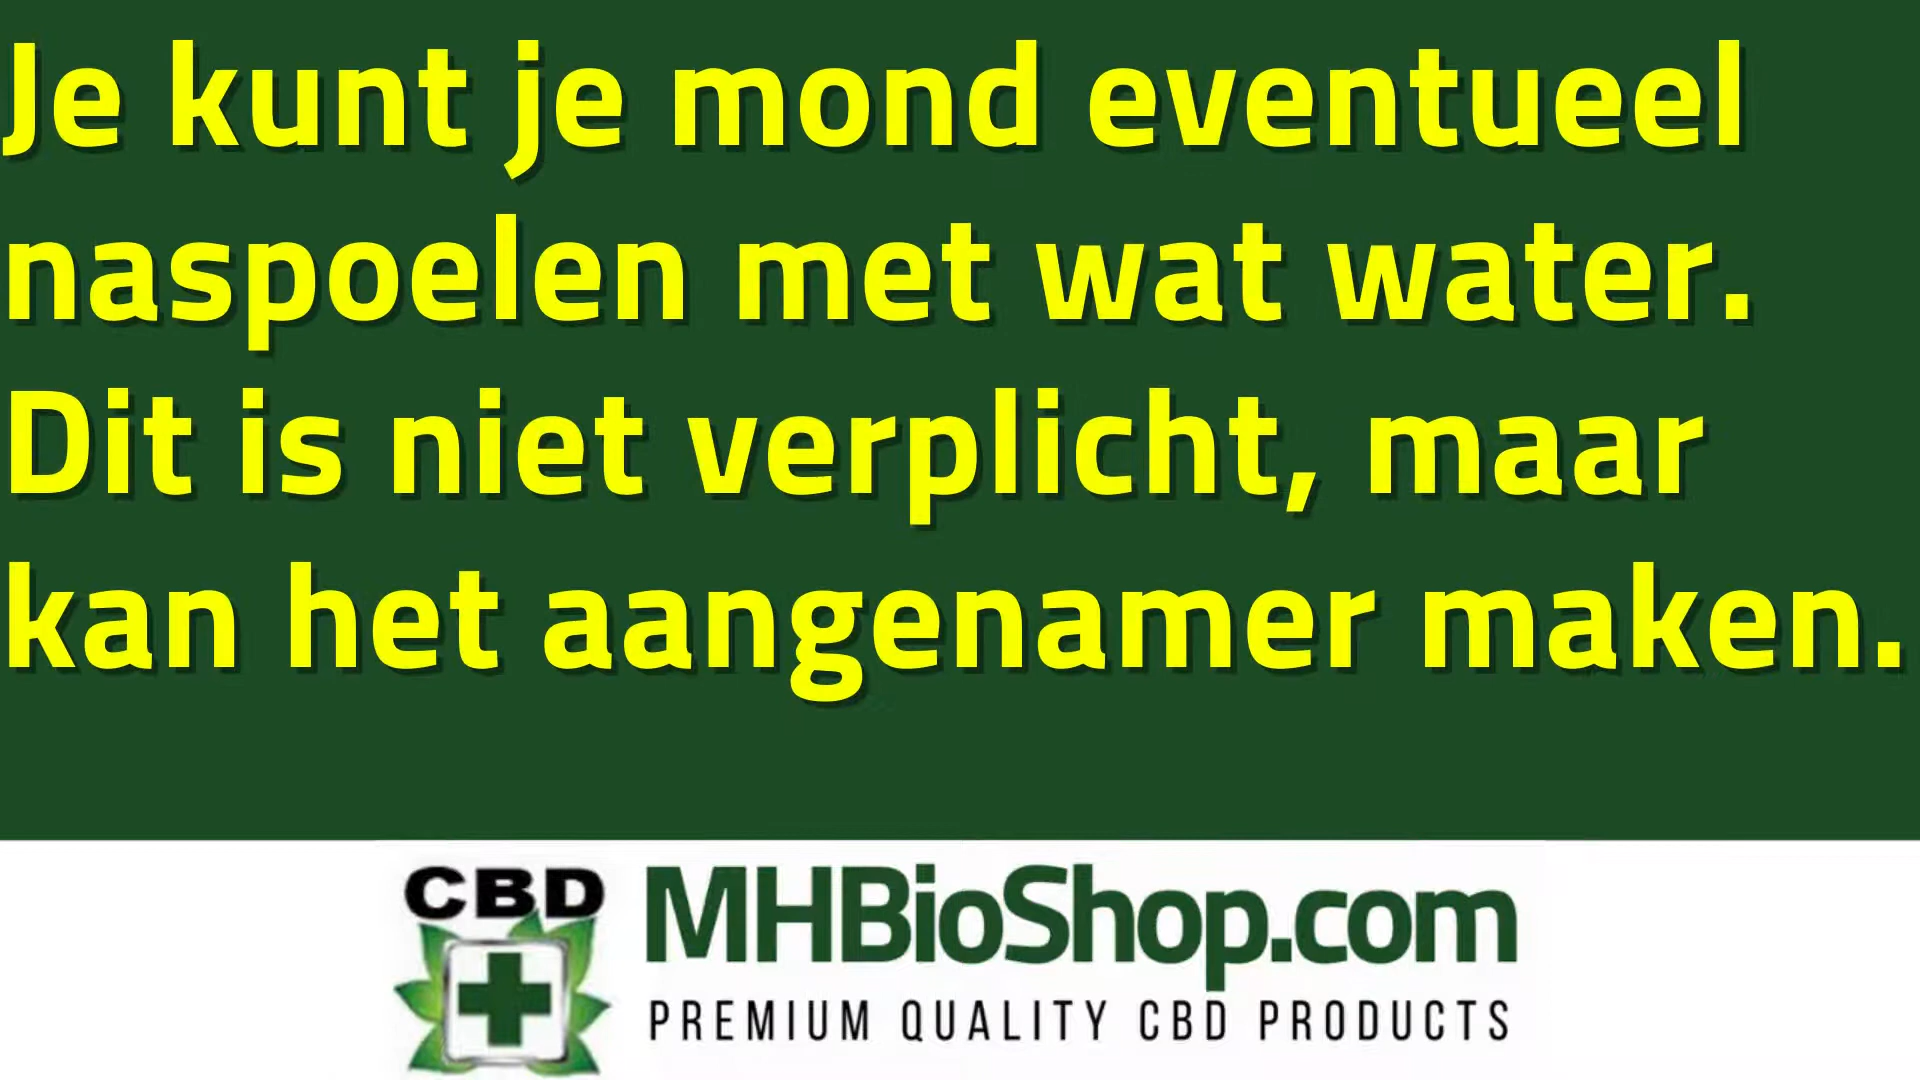 Je kunt je mond eventueel
naspoelen met wat water.
Dit is niet verplicht, maar
kan het aangenamer maken.
CBD
MHBioShop.com
PREMIUM QUALITY CBD PRODUCTS